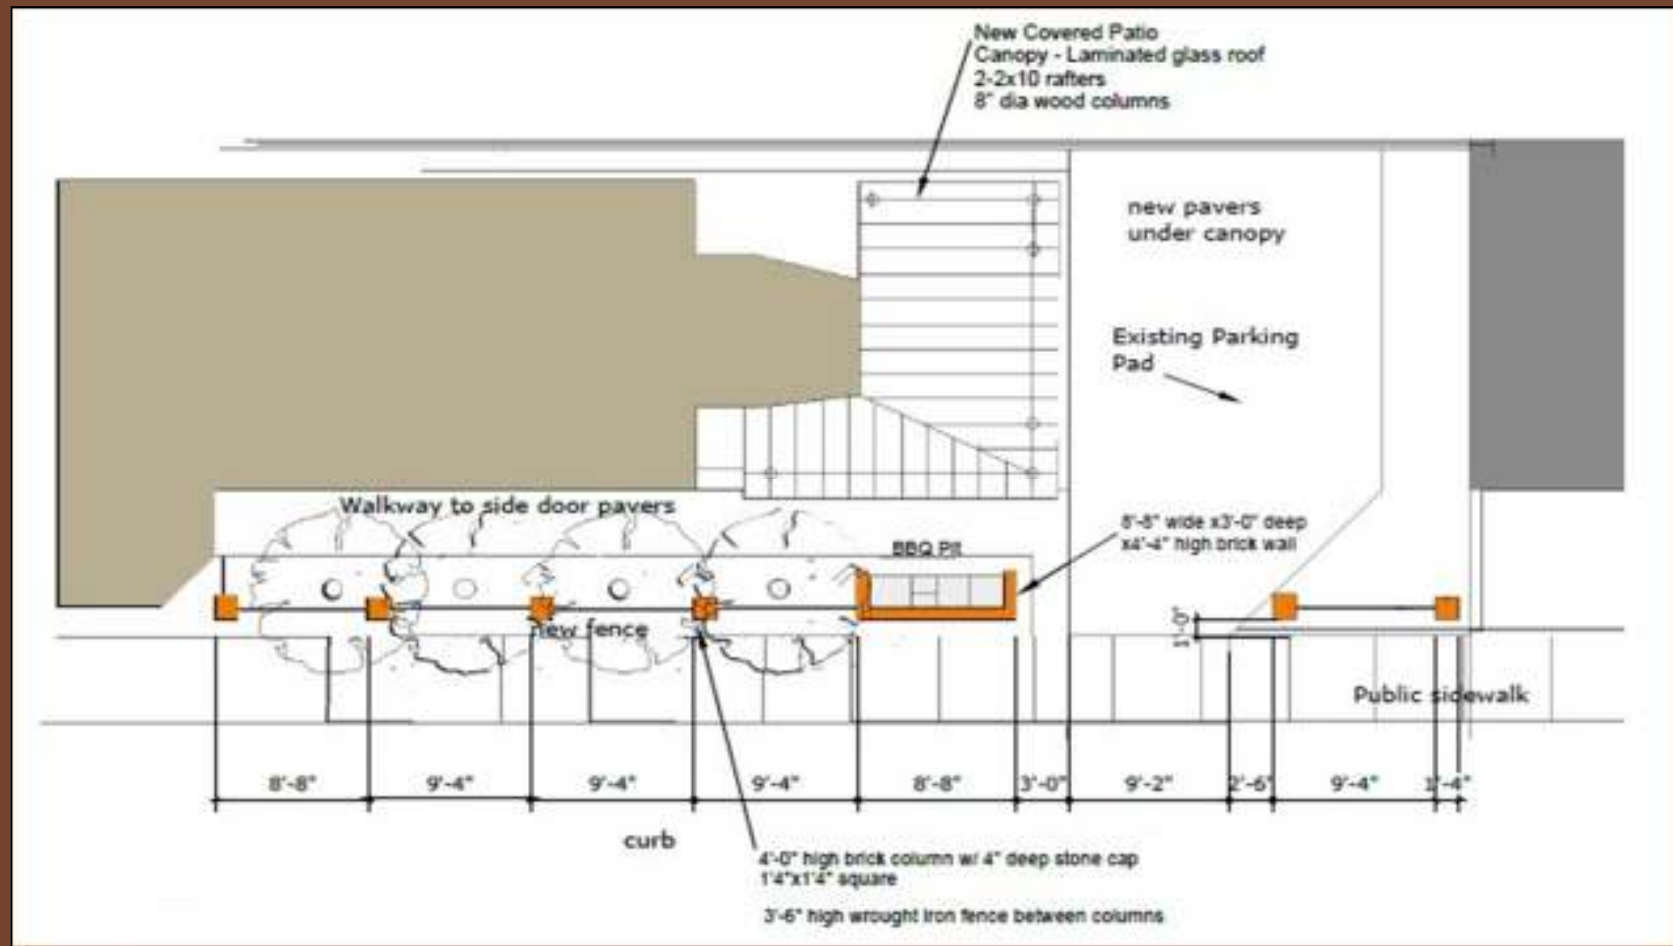 New Covered Patio
Canopy - Laminated glass roof
2-2x10 rafters
8" dia wood columns
new pavers
under canopy
Existing Parking
Pad
Walkway to side door pavers
8'-8" wide x3'-0" deep
x4'-4" high brick wall
BBQ Pit
new fence
1'-0"
Public sidewalk
8'-8" 9'-4" 9'-4" 9'-4" 8'-8" 3'-0" 9'-2" 2'-6" 9'-4" 1'-4"
curb
4'-0" high brick column w/ 4" deep stone cap
1'4"x1'4" square
3'-6" high wrought iron fence between columns